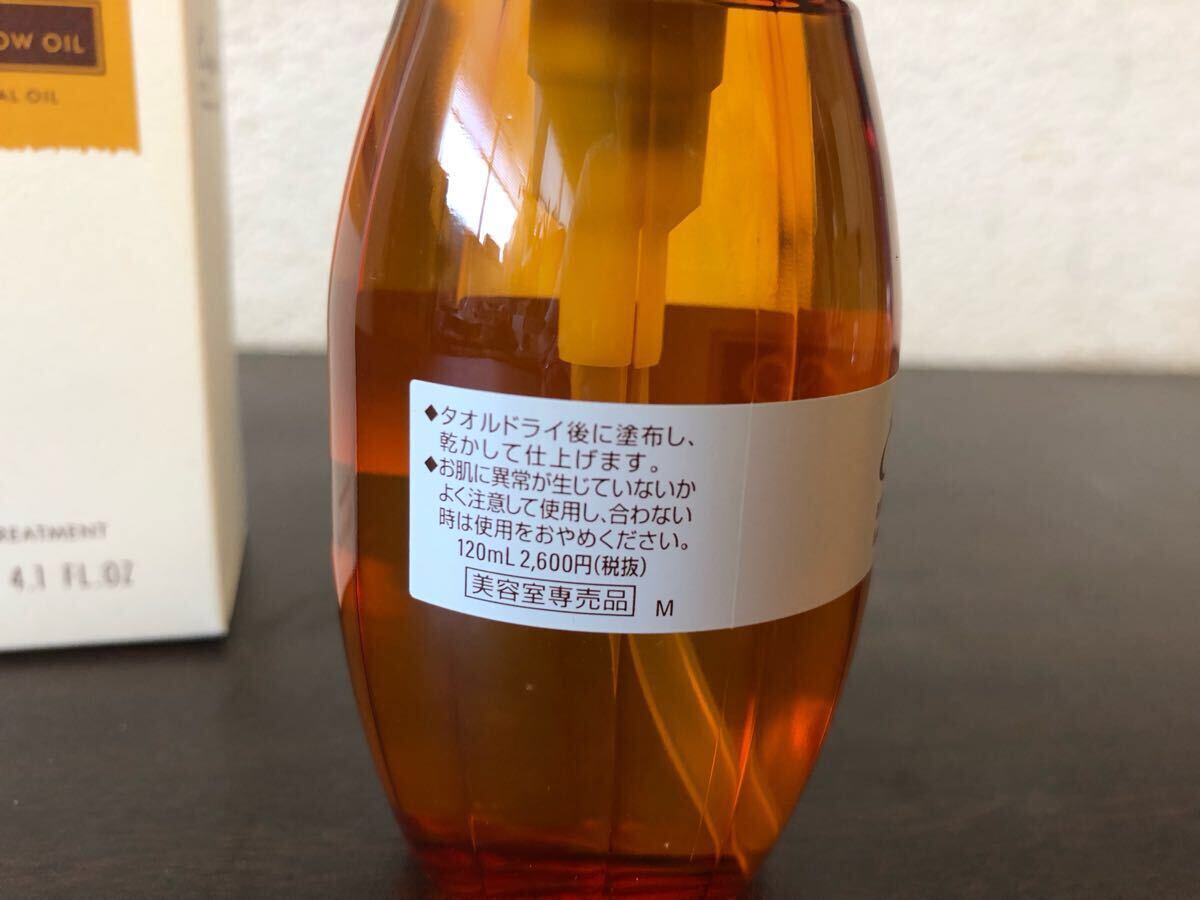 OW OIL
AL OIL
REATMENT
4.1 FL.OZ
◆タオルドライ後に塗布し、
乾かして仕上げます。
◆お肌に異常が生じていないか
よく注意して使用し、合わない
時は使用をおやめください。
120mL 2,600円(税抜)
美容室専売品 M